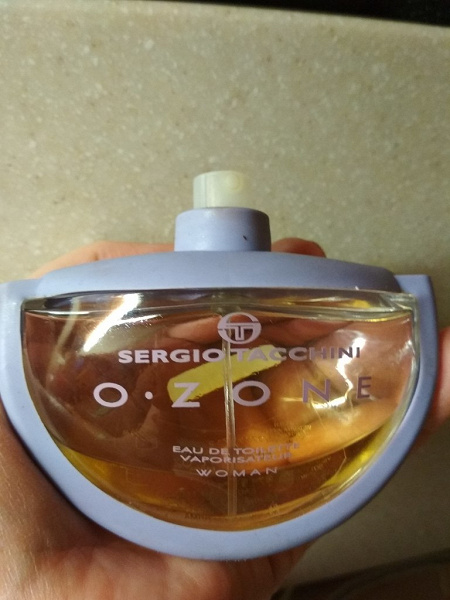 SERGIO TACCHINI
O·ZONE
EAU DE TOILETTE
VAPORISATEUR
WOMAN